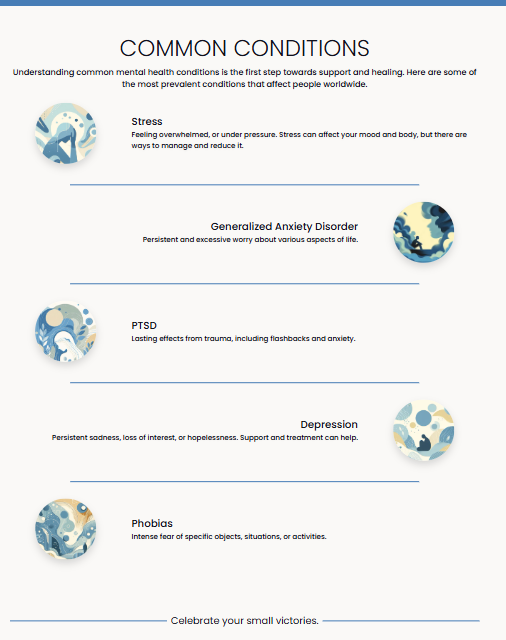 COMMON CONDITIONS
Understanding common mental health conditions is the first step towards support and healing. Here are some of
the most prevalent conditions that affect people worldwide.
Stress
Feeling overwhelmed, or under pressure. Stress can affect your mood and body, but there are
ways to manage and reduce it.
Generalized Anxiety Disorder
Persistent and excessive worry about various aspects of life.
PTSD
Lasting effects from trauma, including flashbacks and anxiety.
Depression
Persistent sadness, loss of interest, or hopelessness. Support and treatment can help.
Phobias
Intense fear of specific objects, situations, or activities.
Celebrate your small victories.